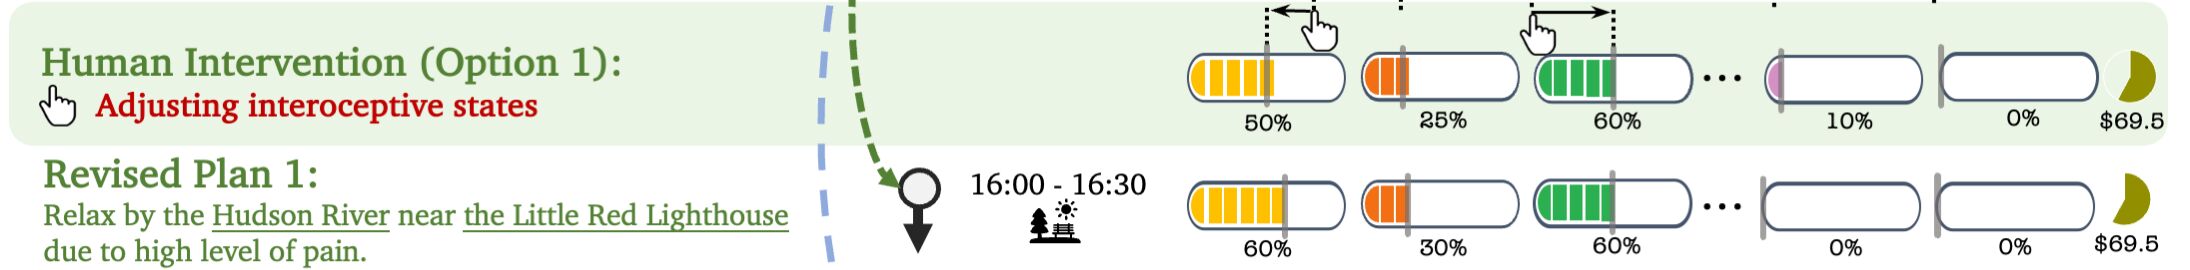 Human Intervention (Option 1):
Adjusting interoceptive states
50% 25% 60% ••• 10% 0% $69.5
Revised Plan 1:
Relax by the Hudson River near the Little Red Lighthouse
due to high level of pain.
16:00 - 16:30
60% 30% 60% ••• 0% 0% $69.5